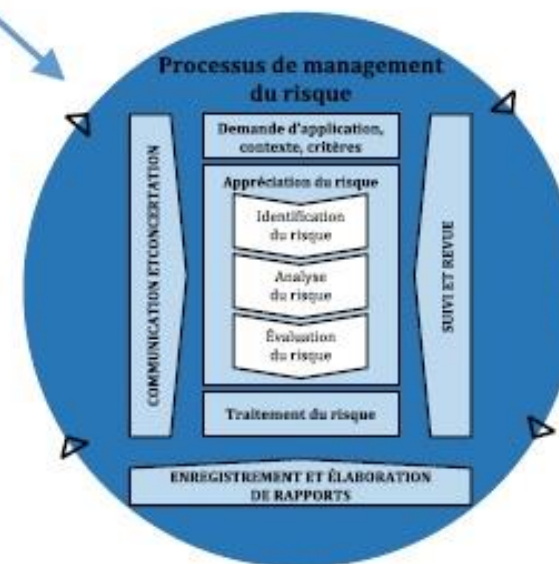 Processus de management
du risque
Demande d'application,
contexte, critères
Appréciation du risque
Identification
du risque
Analyse
du risque
Évaluation
du risque
Traitement du risque
COMMUNICATION ETCONCERTATION
SUIVI ET REVUE
ENREGISTREMENT ET ÉLABORATION
DE RAPPORTS